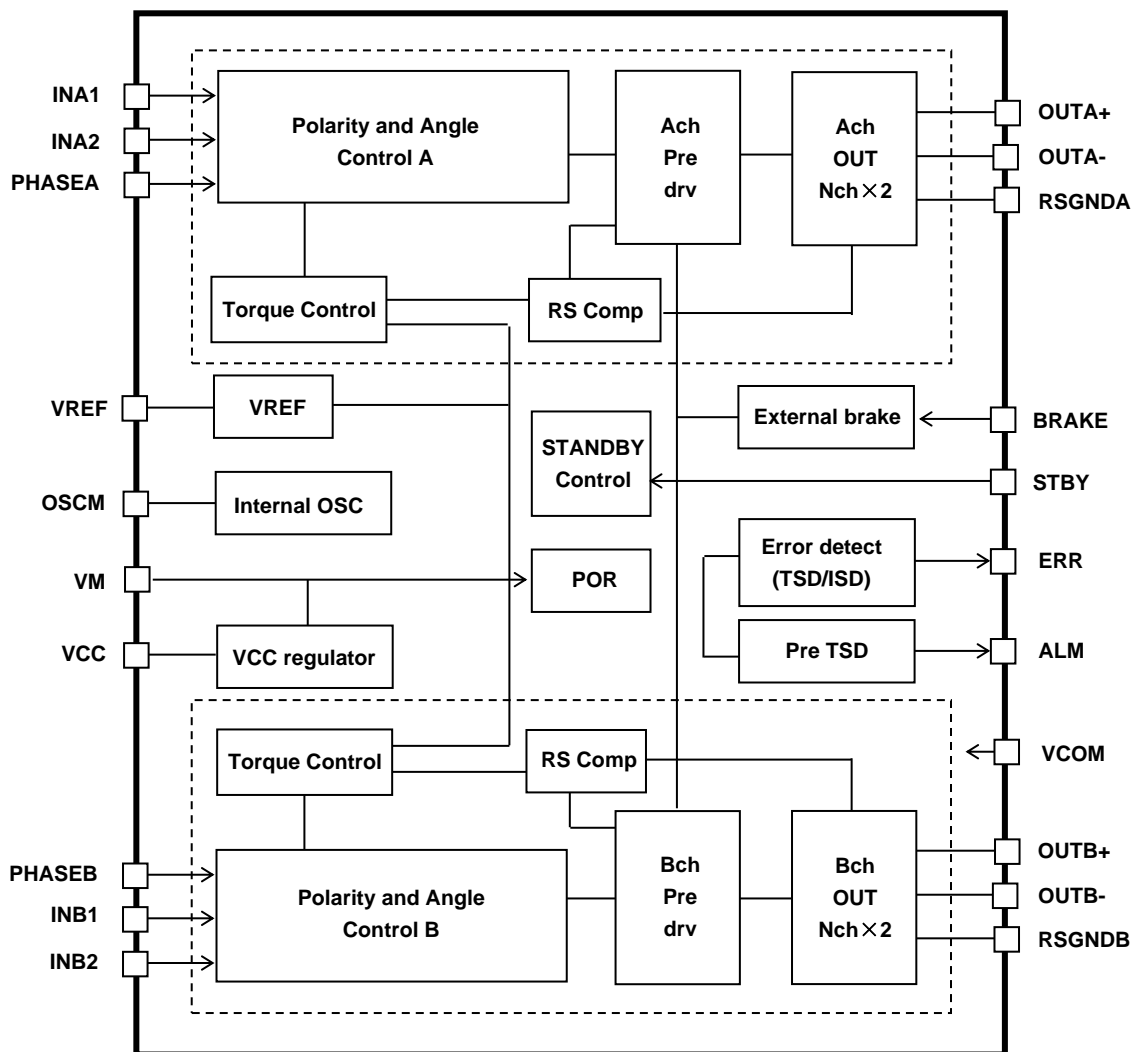 INA1
INA2
PHASEA
Polarity and Angle
Control A
Ach
Pre
drv
Ach
OUT
Nch×2
OUTA+
OUTA-
RSGNDA
Torque Control
RS Comp
VREF
VREF
External brake
BRAKE
STANDBY
Control
STBY
OSCM
Internal OSC
Error detect
(TSD/ISD)
ERR
VM
POR
VCC
VCC regulator
Pre TSD
ALM
Torque Control
RS Comp
VCOM
PHASEB
INB1
INB2
Polarity and Angle
Control B
Bch
Pre
drv
Bch
OUT
Nch×2
OUTB+
OUTB-
RSGNDB